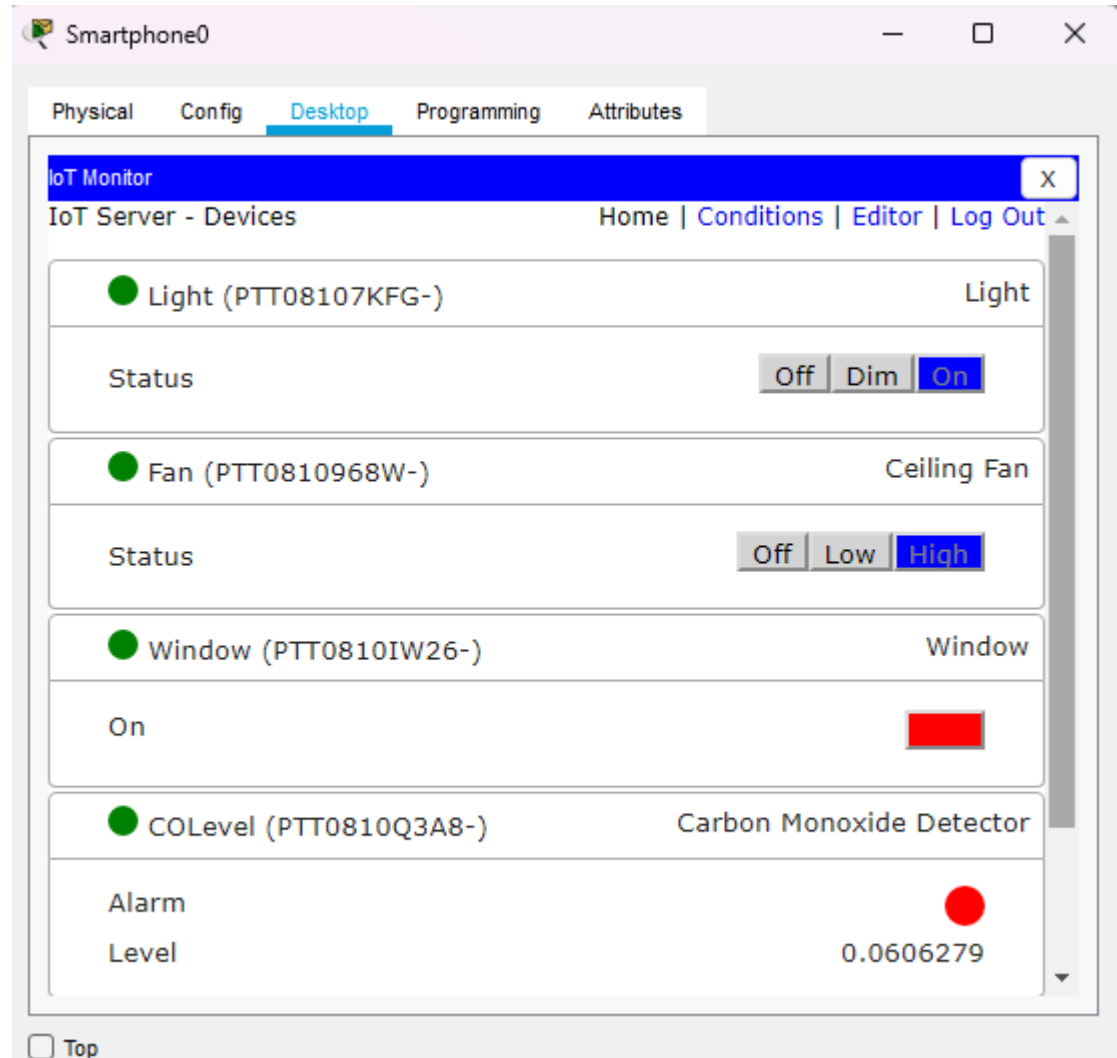 Smartphone0
Physical Config Desktop Programming Attributes
IoT Monitor X
IoT Server - Devices Home | Conditions | Editor | Log Out
Light (PTT08107KFG-) Light
Status Off Dim On
Fan (PTT0810968W-) Ceiling Fan
Status Off Low High
Window (PTT0810IW26-) Window
On
COLevel (PTT0810Q3A8-) Carbon Monoxide Detector
Alarm
Level 0.0606279
Top